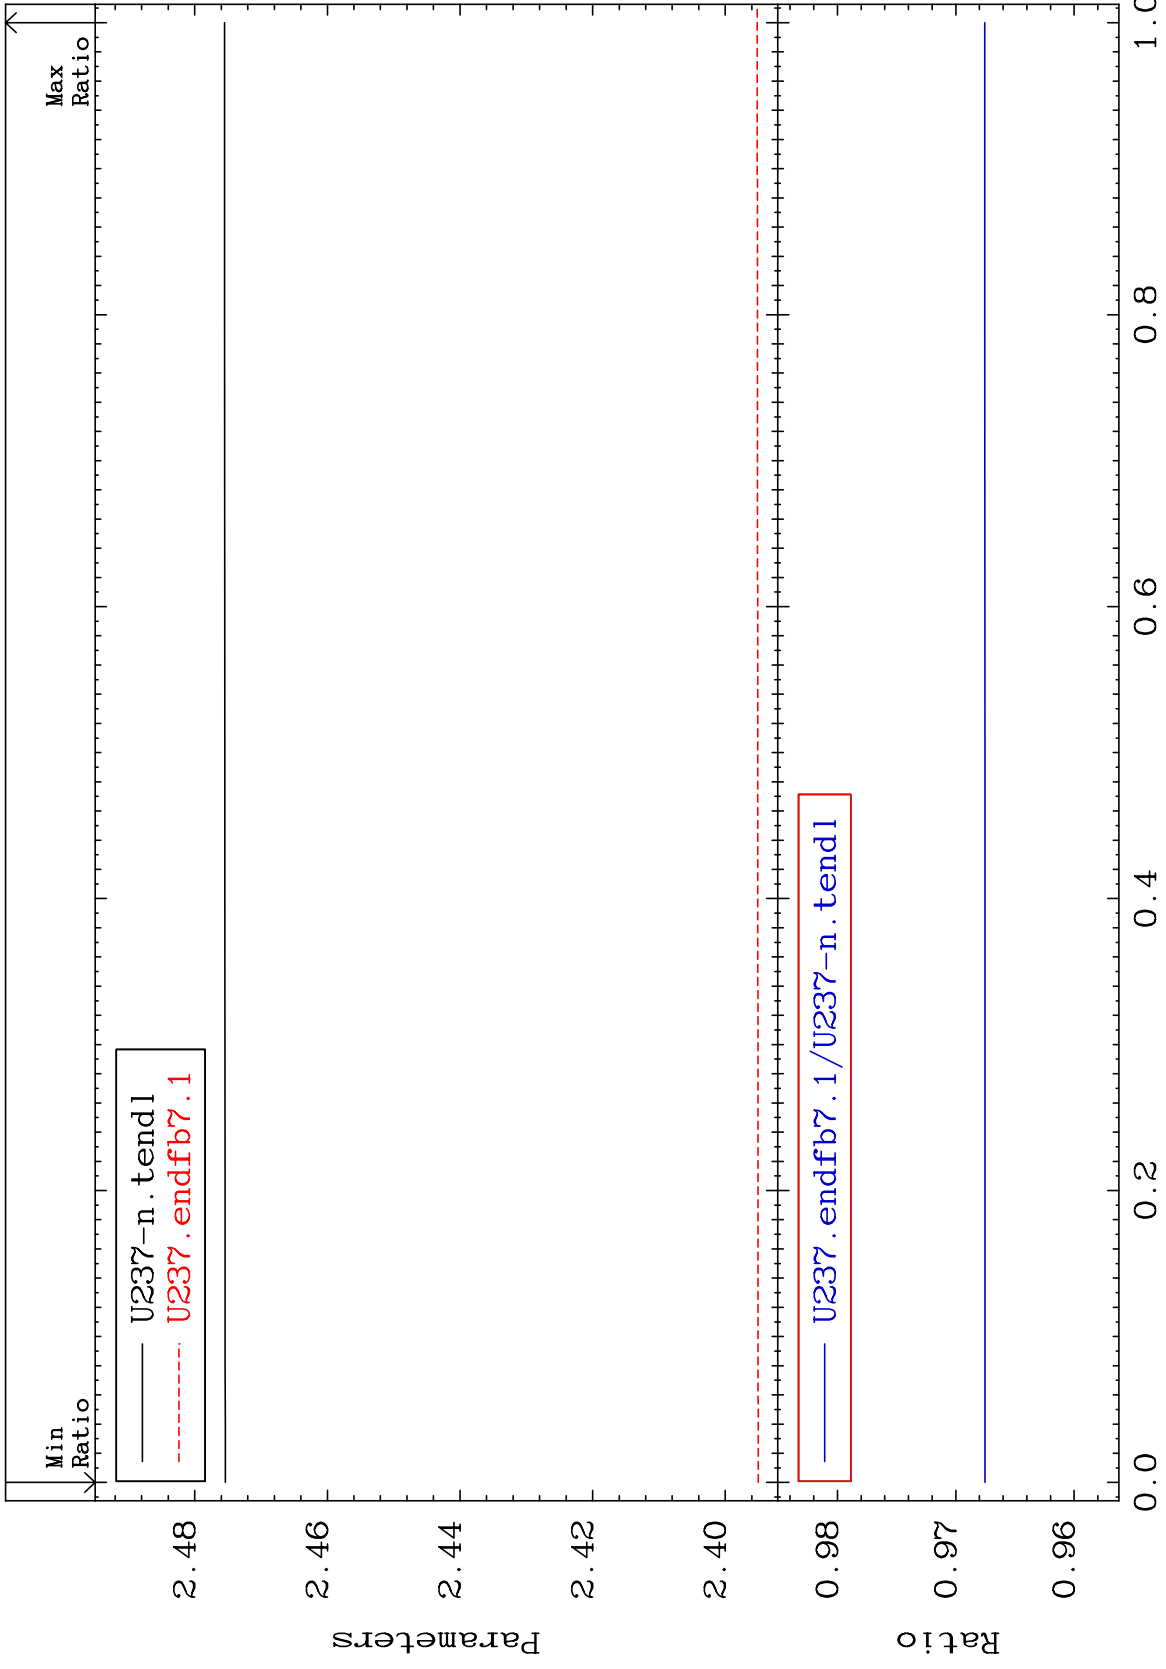 Min
Ratio
Max
Ratio
U237-n.tendl
U237.endfb7.1
2.48
2.46
2.44
2.42
2.40
Parameters
U237.endfb7.1/U237-n.tendl
0.98
0.97
0.96
Ratio
0.0
0.2
0.4
0.6
0.8
1.0